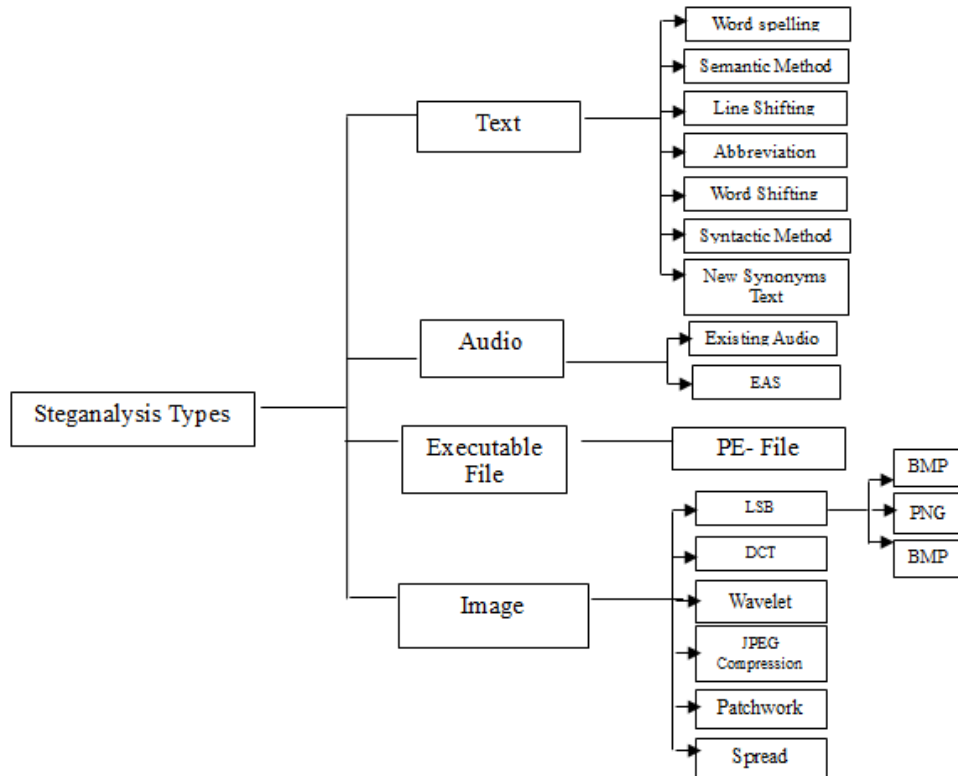 Word spelling
Semantic Method
Line Shifting
Text
Abbreviation
Word Shifting
Syntactic Method
New Synonyms
Text
Audio
Existing Audio
EAS
Steganalysis Types
Executable
File
PE- File
BMP
LSB
PNG
BMP
DCT
Image
Wavelet
JPEG
Compression
Patchwork
Spread